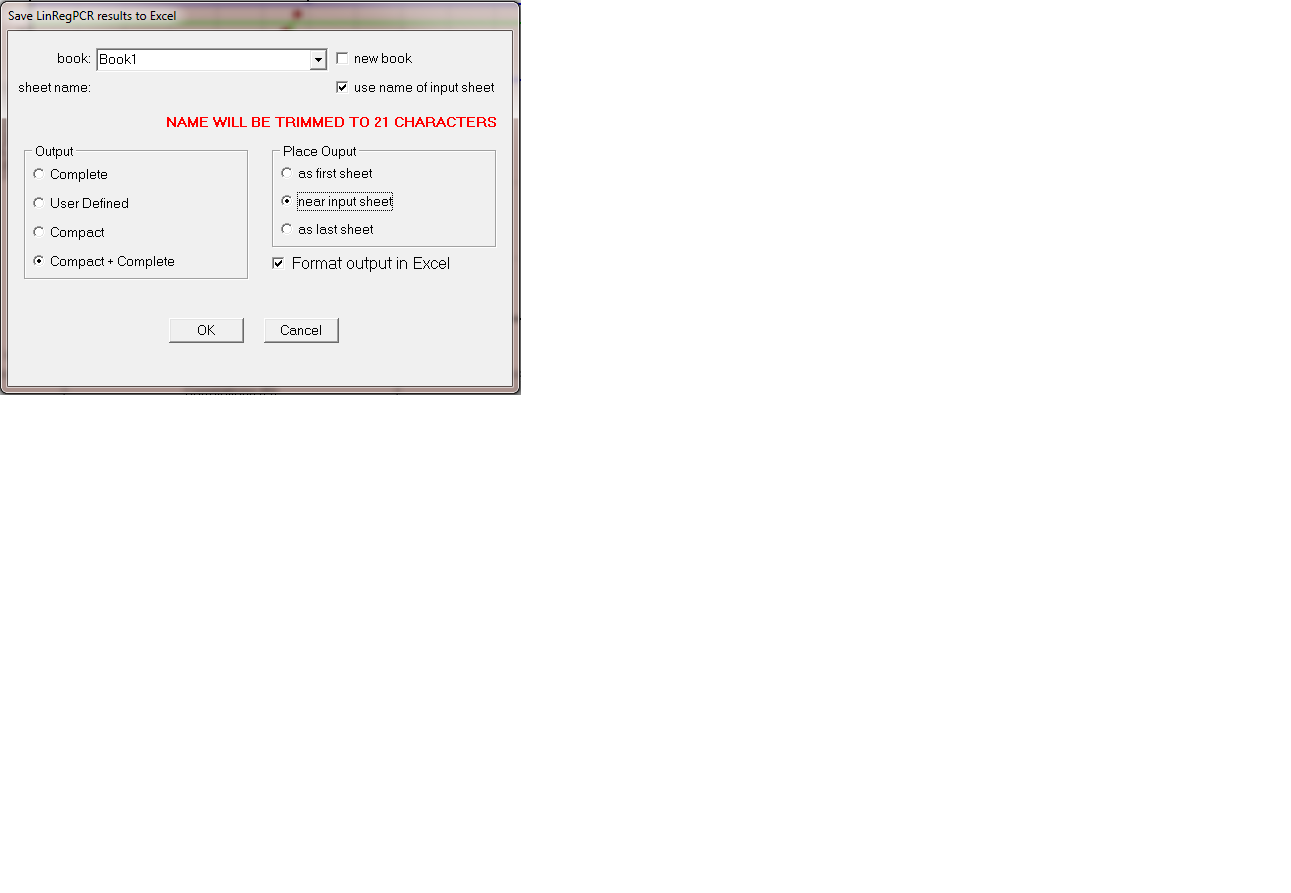 Save LinRegPCR results to Excel
book: Book1 new book
sheet name: use name of input sheet
NAME WILL BE TRIMMED TO 21 CHARACTERS
Output
Complete
User Defined
Compact
Compact + Complete
Place Ouput
as first sheet
near input sheet
as last sheet
Format output in Excel
OK Cancel